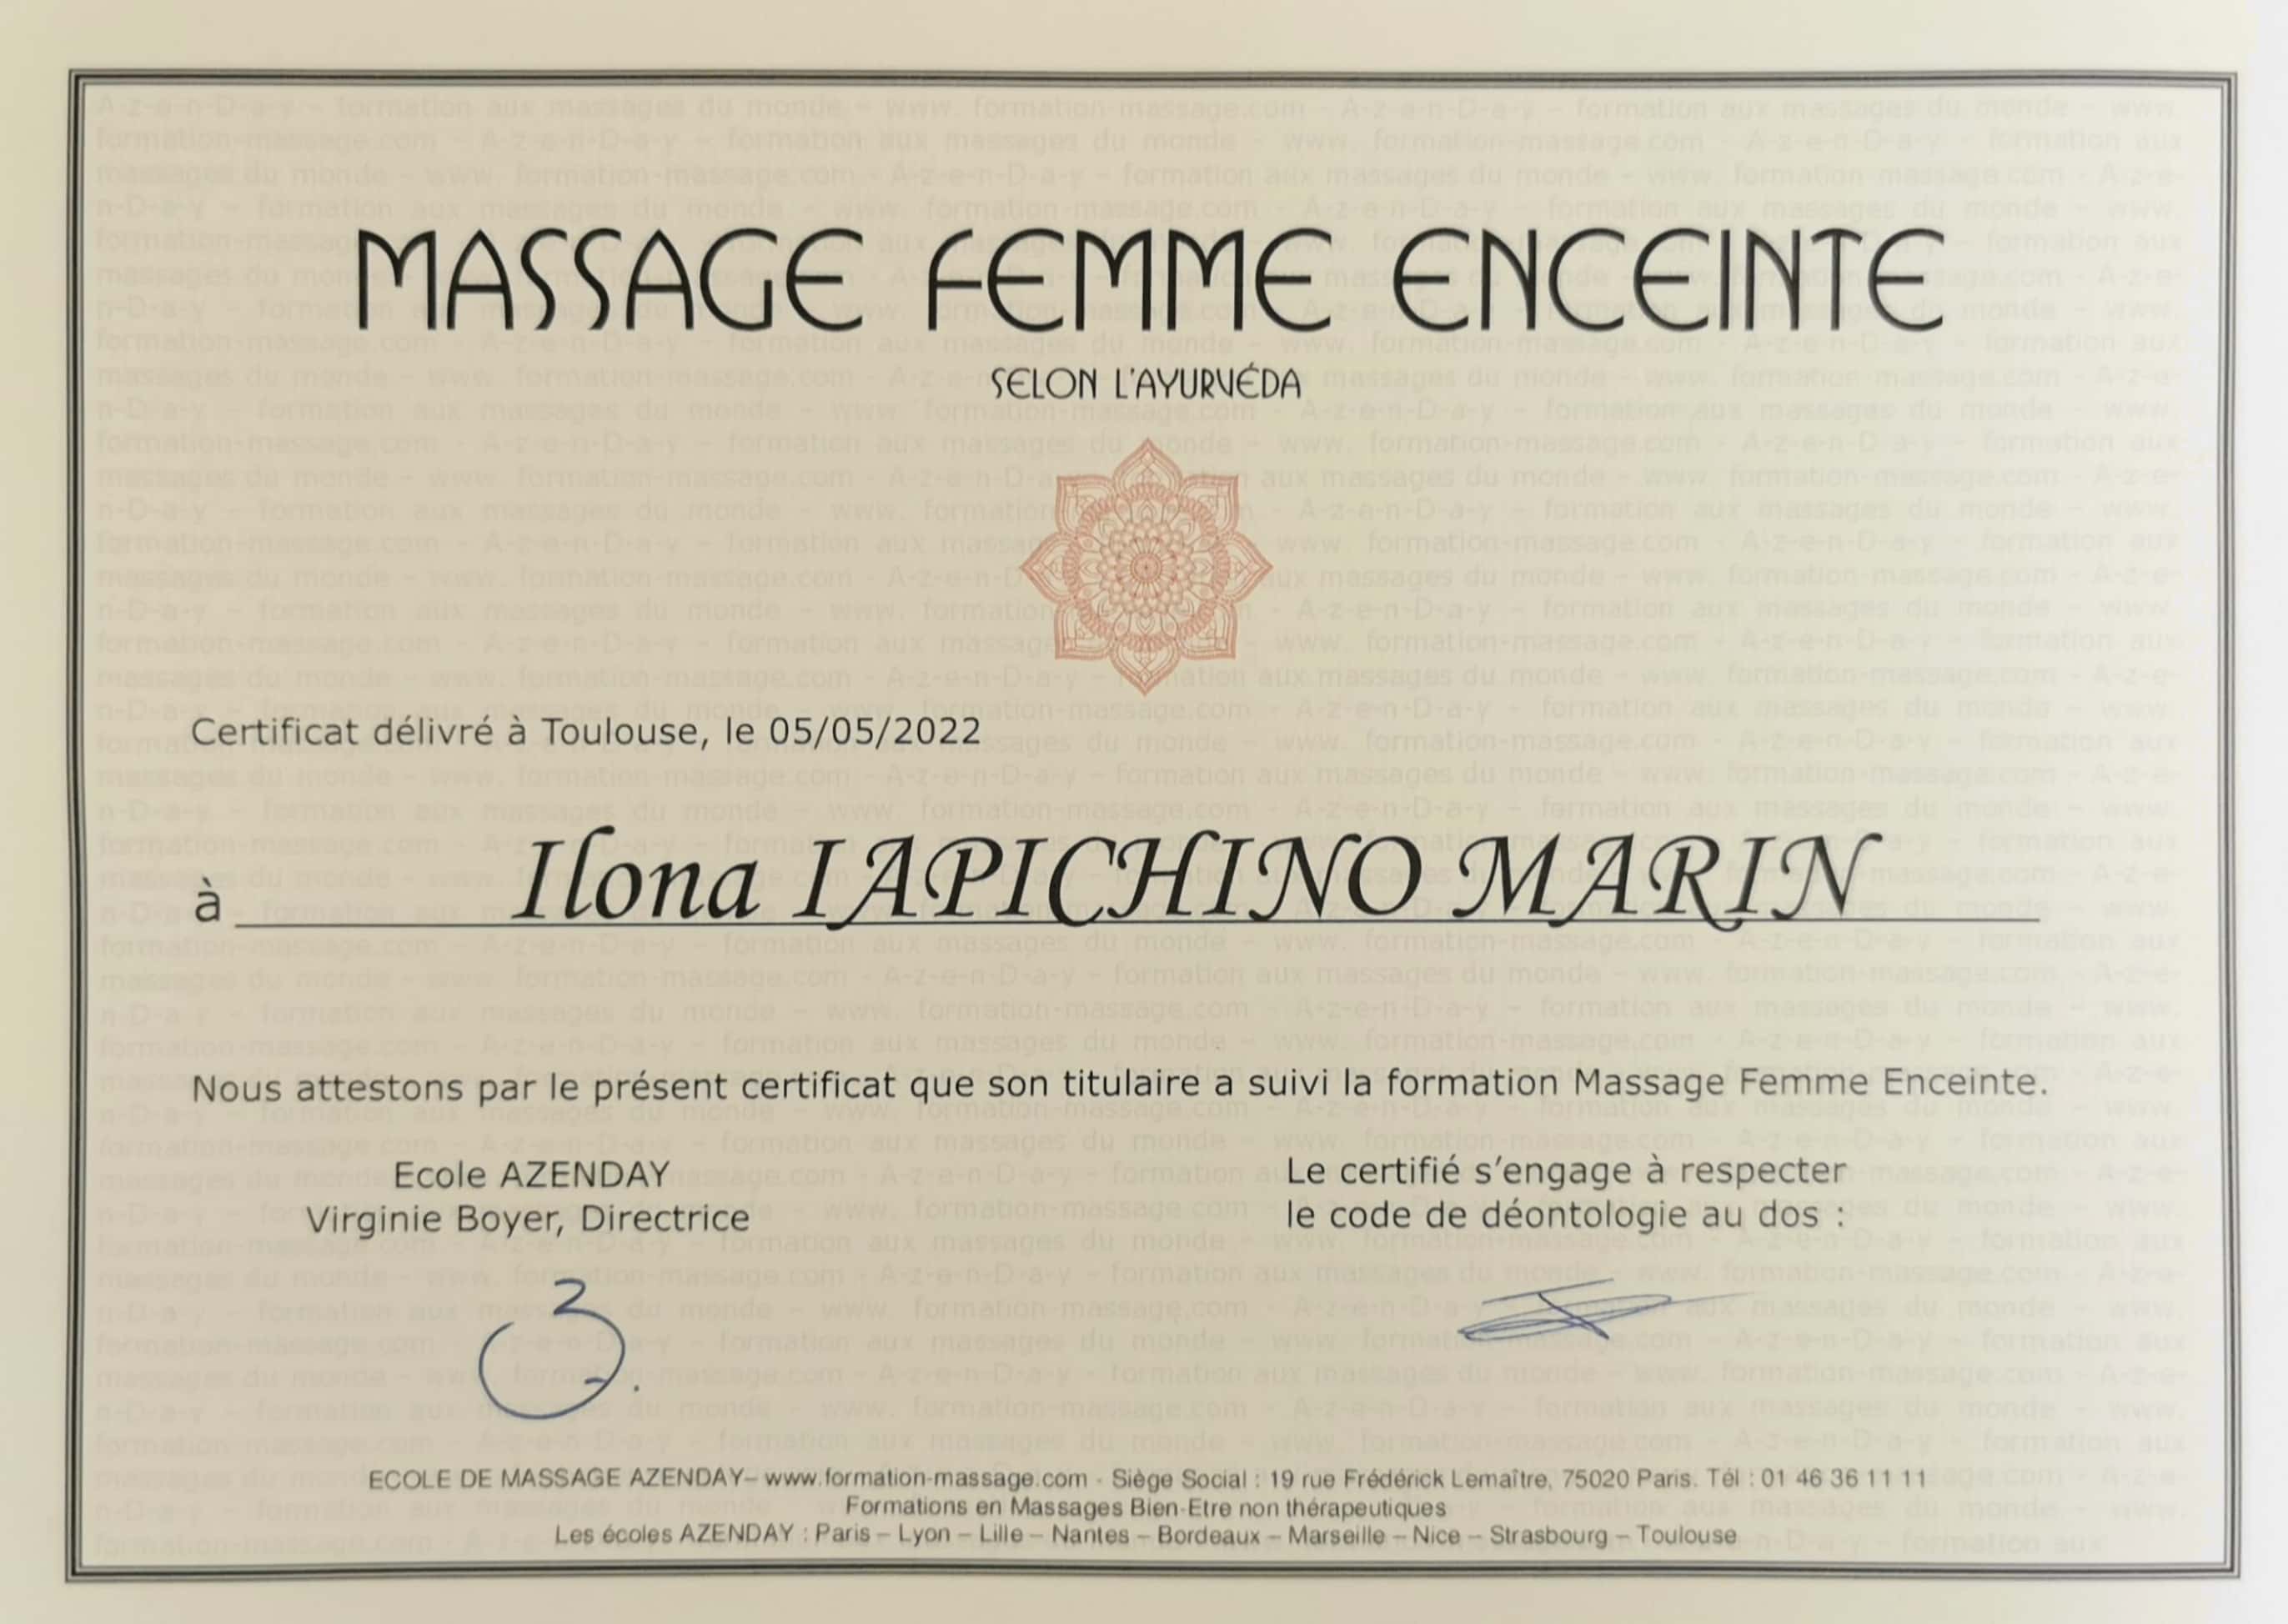 MASSAGE FEMME ENCEINTE
SELON L'AYURVÉDA
Certificat délivré à Toulouse, le 05/05/2022
à Ilona IAPICHINO MARIN
Nous attestons par le présent certificat que son titulaire a suivi la formation Massage Femme Enceinte.
Ecole AZENDAY
Virginie Boyer, Directrice
Le certifié s’engage à respecter
le code de déontologie au dos :
ECOLE DE MASSAGE AZENDAY– www.formation-massage.com - Siège Social : 19 rue Frédérick Lemaître, 75020 Paris. Tél : 01 46 36 11 11
Formations en Massages Bien-Etre non thérapeutiques
Les écoles AZENDAY : Paris – Lyon – Lille – Nantes – Bordeaux – Marseille – Nice – Strasbourg – Toulouse